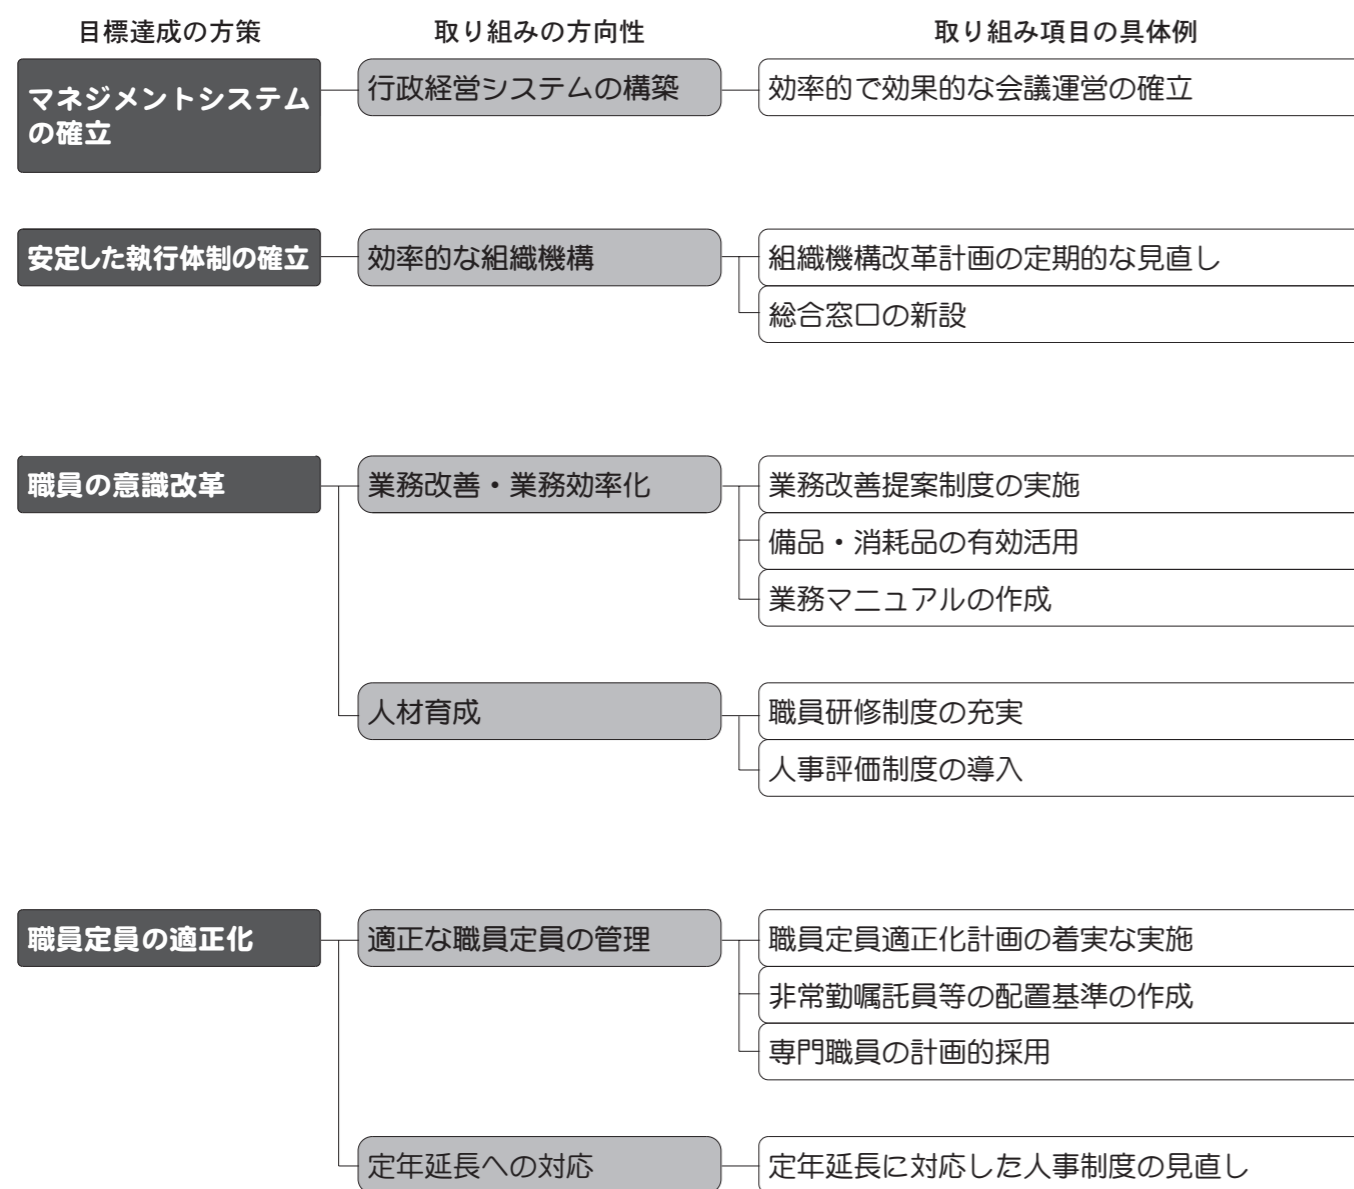 目標達成の方策
取り組みの方向性
取り組み項目の具体例
マネジメントシステム
の確立
行政経営システムの構築
効率的で効果的な会議運営の確立
安定した執行体制の確立
効率的な組織機構
組織機構改革計画の定期的な見直し
総合窓口の新設
職員の意識改革
業務改善・業務効率化
業務改善提案制度の実施
備品・消耗品の有効活用
業務マニュアルの作成
人材育成
職員研修制度の充実
人事評価制度の導入
職員定員の適正化
適正な職員定員の管理
職員定員適正化計画の着実な実施
非常勤嘱託員等の配置基準の作成
専門職員の計画的採用
定年延長への対応
定年延長に対応した人事制度の見直し